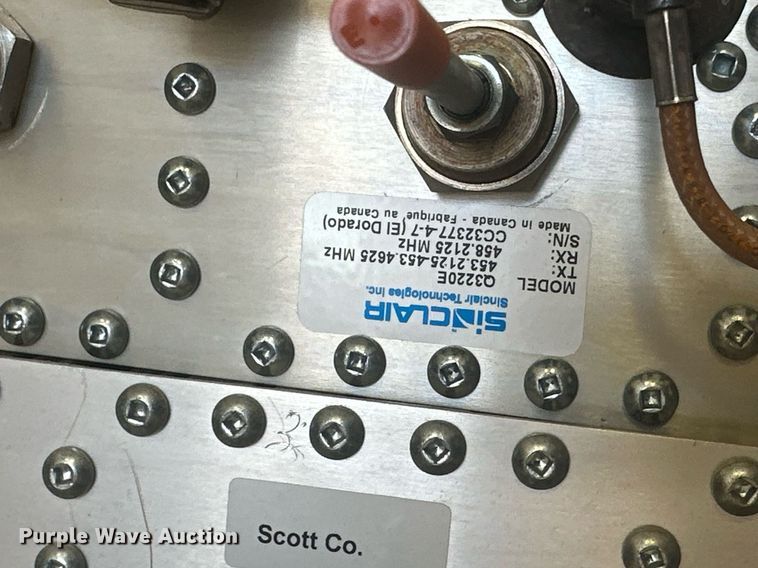 SiNCLAIR
Sinclair Technologies Inc.
MODEL Q3220E
TX: 453.2125-453.4625 MHz
RX: 458.2125 MHz
S/N: CC32377-4-7 (El Dorado)
Made in Canada - Fabrique' au Canada
Scott Co.
Purple Wave Auction